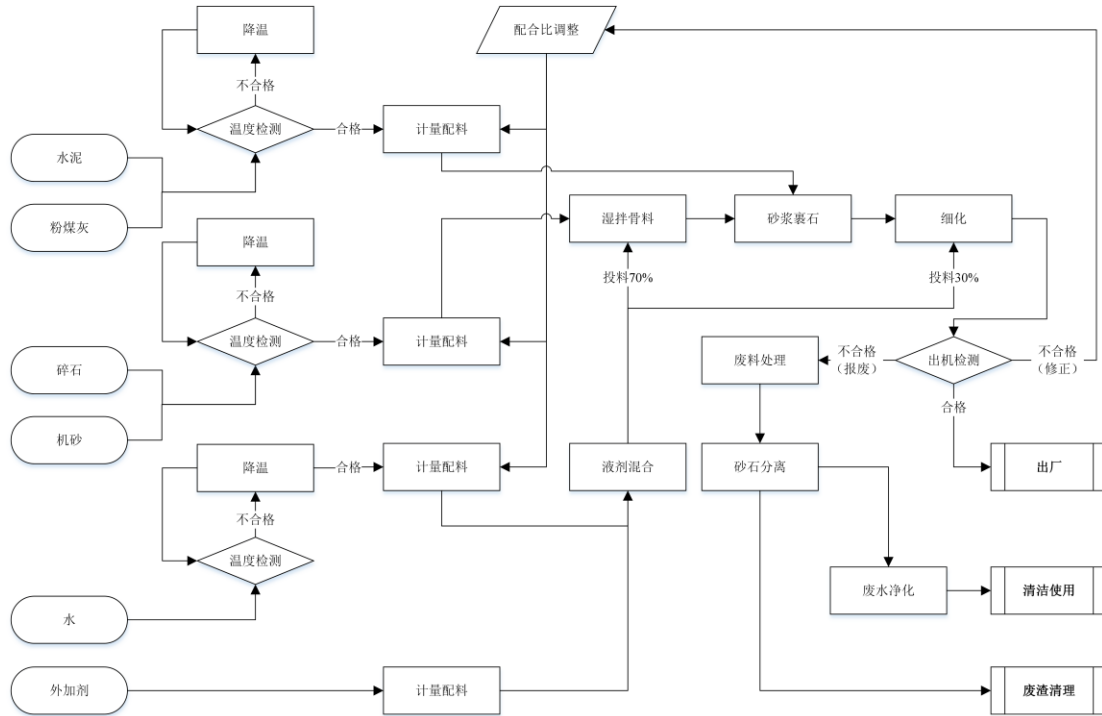 降温
配合比调整
不合格
温度检测
合格
计量配料
水泥
粉煤灰
降温
湿拌骨料
砂浆裹石
细化
不合格
投料70%
投料30%
温度检测
合格
计量配料
碎石
机砂
废料处理
不合格
（报废）
出机检测
不合格
（修正）
合格
降温
合格
计量配料
液剂混合
砂石分离
出厂
不合格
温度检测
水
废水净化
清洁使用
外加剂
计量配料
废渣清理